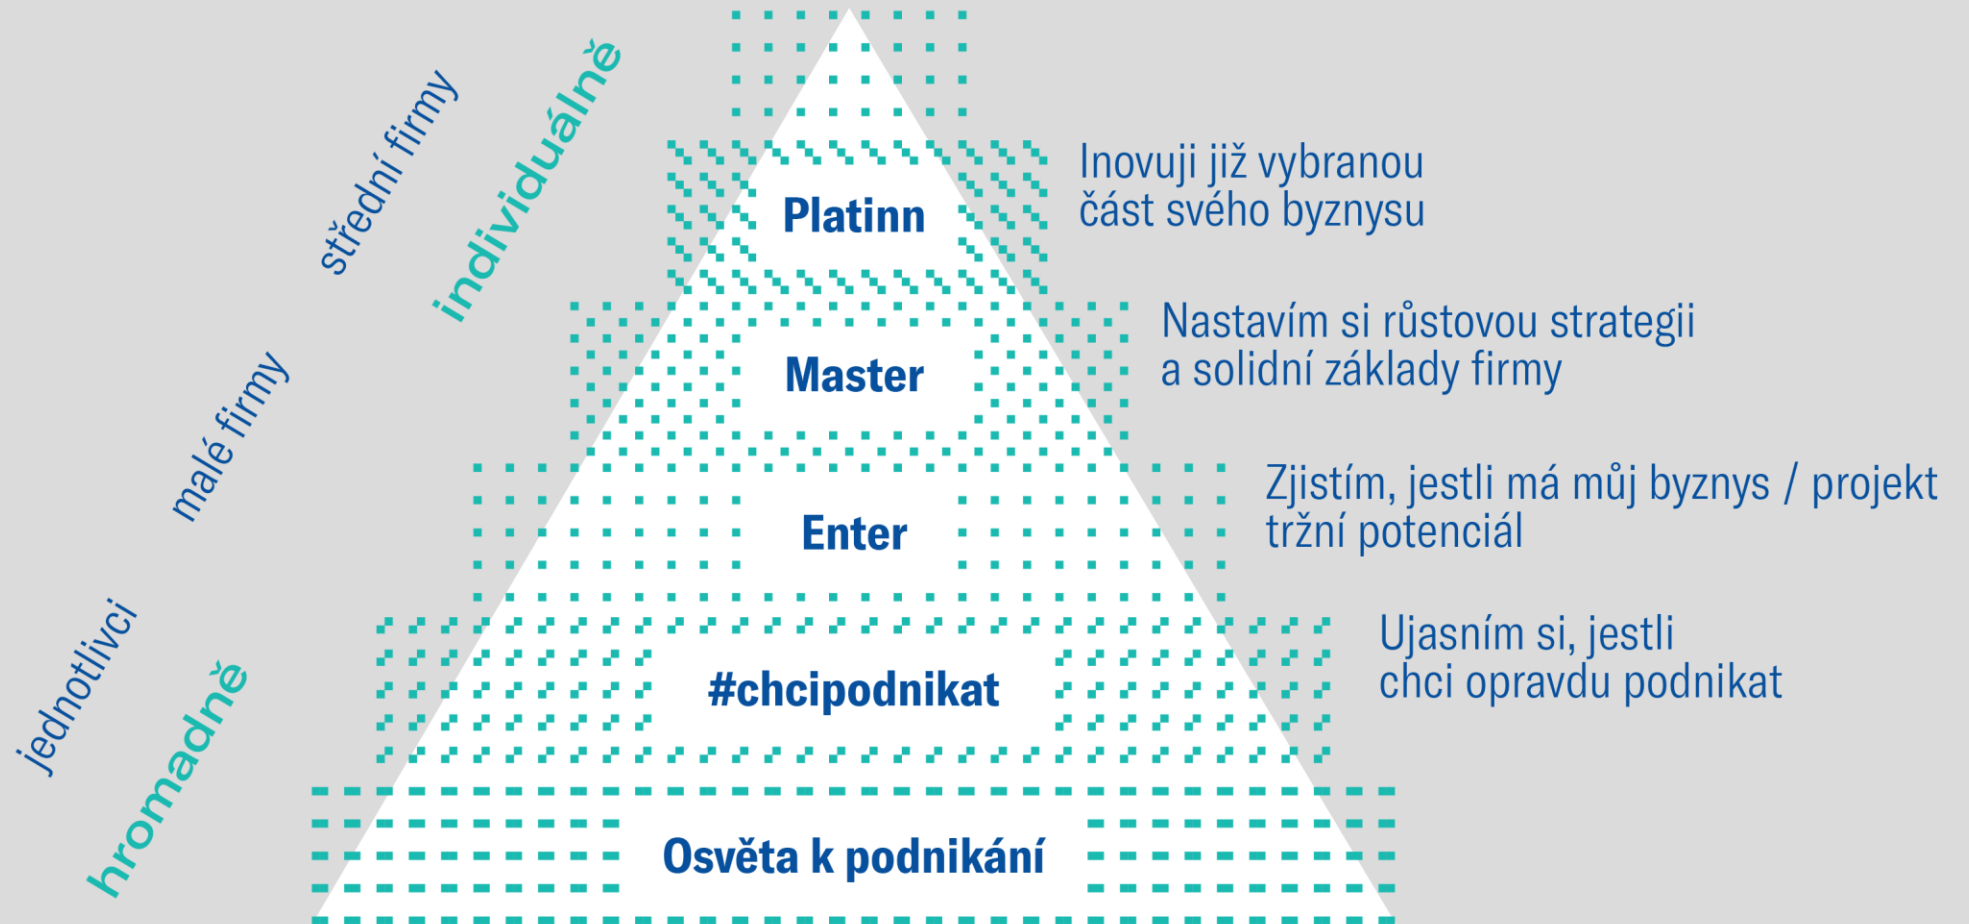 střední firmy
individuálně
malé firmy
jednotlivci
hromadně
Platinn
Inovuji již vybranou
část svého byznysu
Master
Nastavím si růstovou strategii
a solidní základy firmy
Enter
Zjistím, jestli má můj byznys / projekt
tržní potenciál
#chcipodnikat
Ujasním si, jestli
chci opravdu podnikat
Osvěta k podnikání